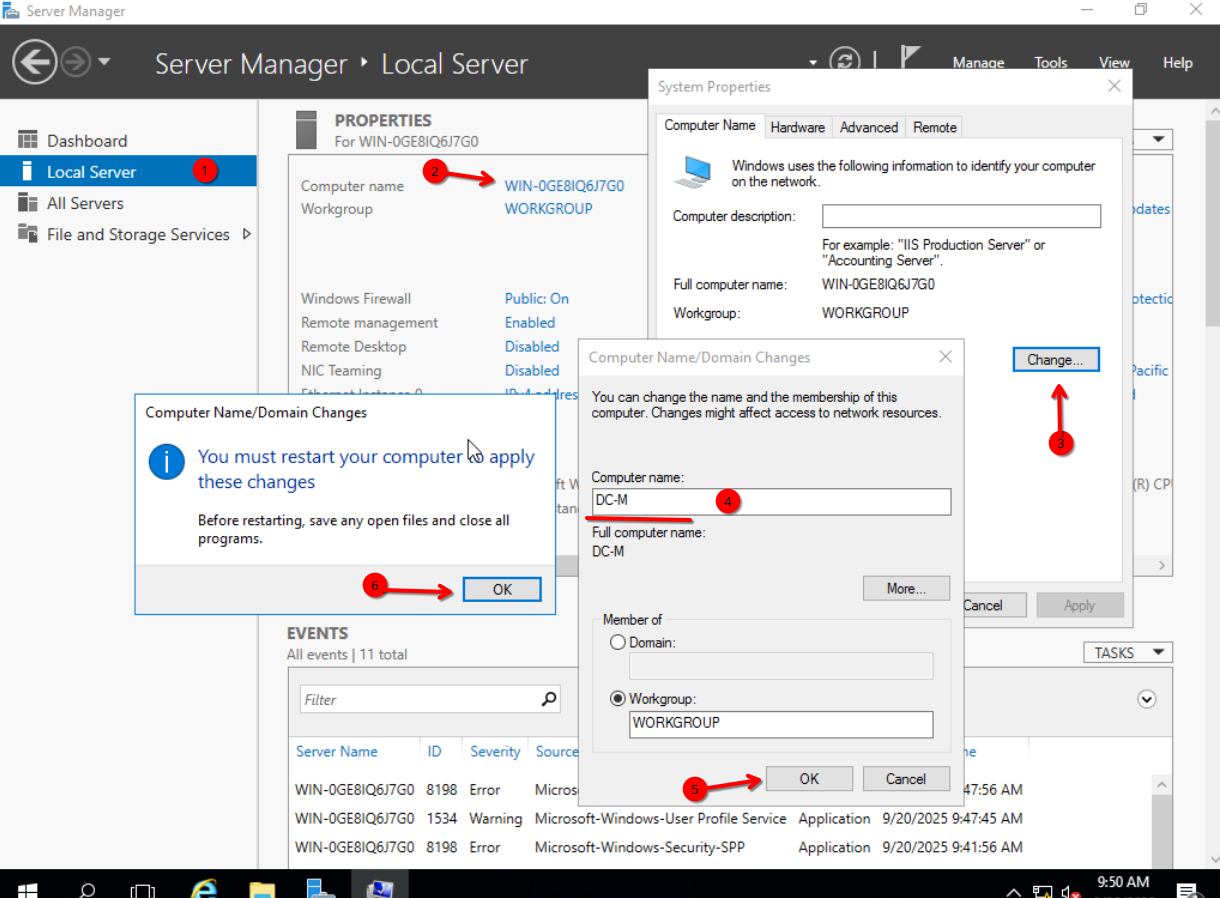 Server Manager
Server Manager • Local Server
Manage Tools View Help
Dashboard
Local Server 1
All Servers
File and Storage Services
PROPERTIES
For WIN-0GE8IQ6J7G0
2
Computer name WIN-0GE8IQ6J7G0
Workgroup WORKGROUP
Windows Firewall Public: On
Remote management Enabled
Remote Desktop Disabled
NIC Teaming Disabled
System Properties
Computer Name Hardware Advanced Remote
Windows uses the following information to identify your computer
on the network.
Computer description:
For example: "IIS Production Server" or
"Accounting Server".
Full computer name: WIN-0GE8IQ6J7G0
Workgroup: WORKGROUP
Change...
3
Cancel Apply
Pacific
(R) CP
Computer Name/Domain Changes
You can change the name and the membership of this
computer. Changes might affect access to network resources.
Computer name:
DC-M 4
Full computer name:
DC-M
More...
Member of
Domain:
Workgroup:
WORKGROUP
5 OK Cancel
Computer Name/Domain Changes
You must restart your computer to apply
these changes
Before restarting, save any open files and close all
programs.
6 OK
EVENTS
All events | 11 total
TASKS
Filter
Server Name ID Severity Source
WIN-0GE8IQ6J7G0 8198 Error Micros 47:56 AM
WIN-0GE8IQ6J7G0 1534 Warning Microsoft-Windows-User Profile Service Application 9/20/2025 9:47:45 AM
WIN-0GE8IQ6J7G0 8198 Error Microsoft-Windows-Security-SPP Application 9/20/2025 9:41:56 AM
9:50 AM